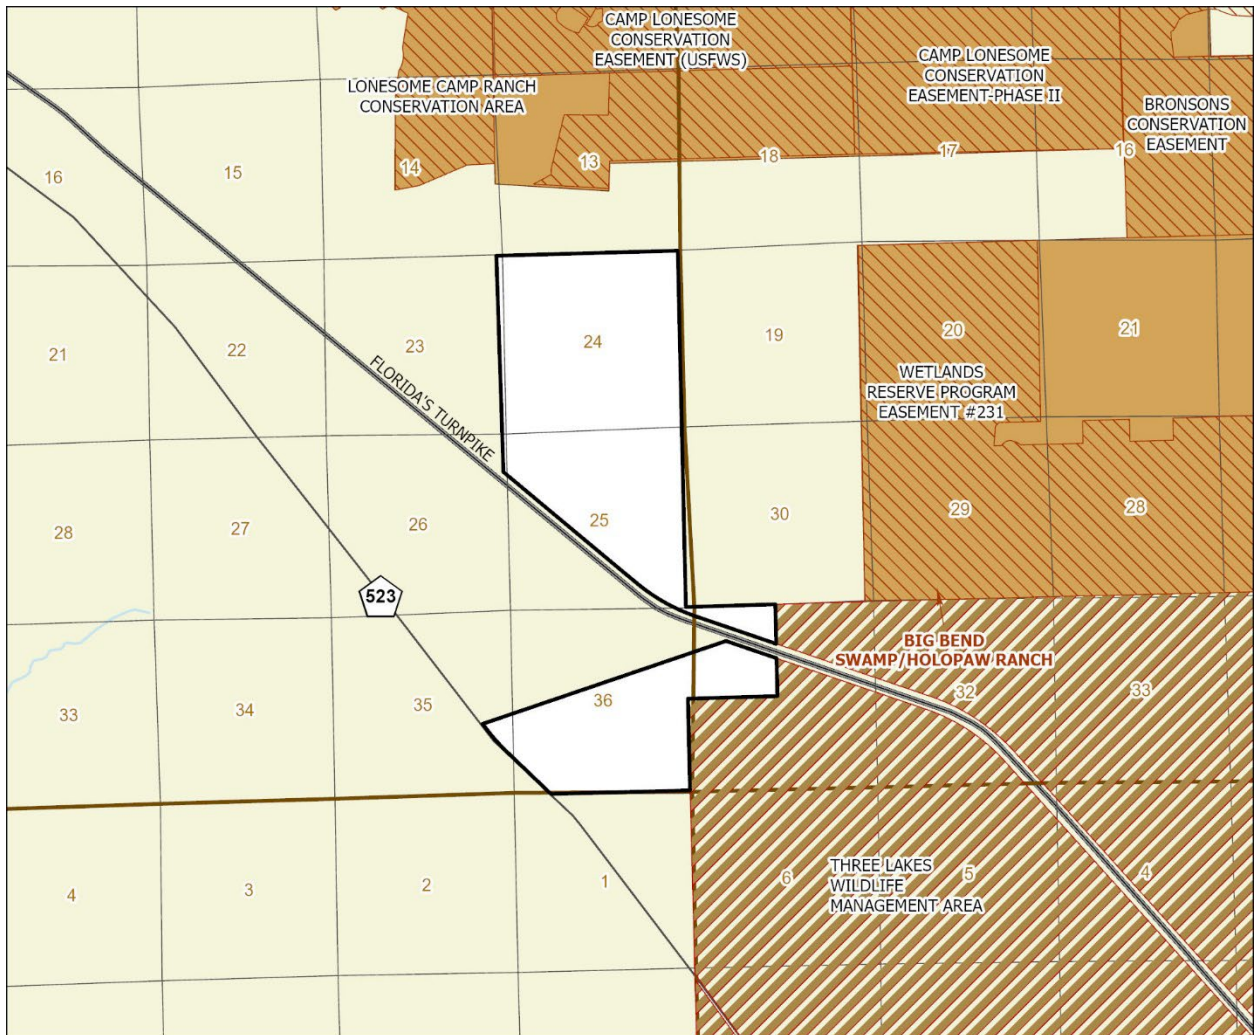 CAMP LONESOME
CONSERVATION
EASEMENT (USFWS)
CAMP LONESOME
CONSERVATION
EASEMENT-PHASE II
LONESOME CAMP RANCH
CONSERVATION AREA
BRONSONS
CONSERVATION
EASEMENT
16
15
14
13
18
17
16
21
22
23
24
19
20
21
FLORIDA'S TURNPIKE
WETLANDS
RESERVE PROGRAM
EASEMENT #231
28
27
26
25
30
29
28
523
BIG BEND
SWAMP/HOLOPAW RANCH
33
34
35
36
32
33
4
3
2
1
6
5
4
THREE LAKES
WILDLIFE
MANAGEMENT AREA